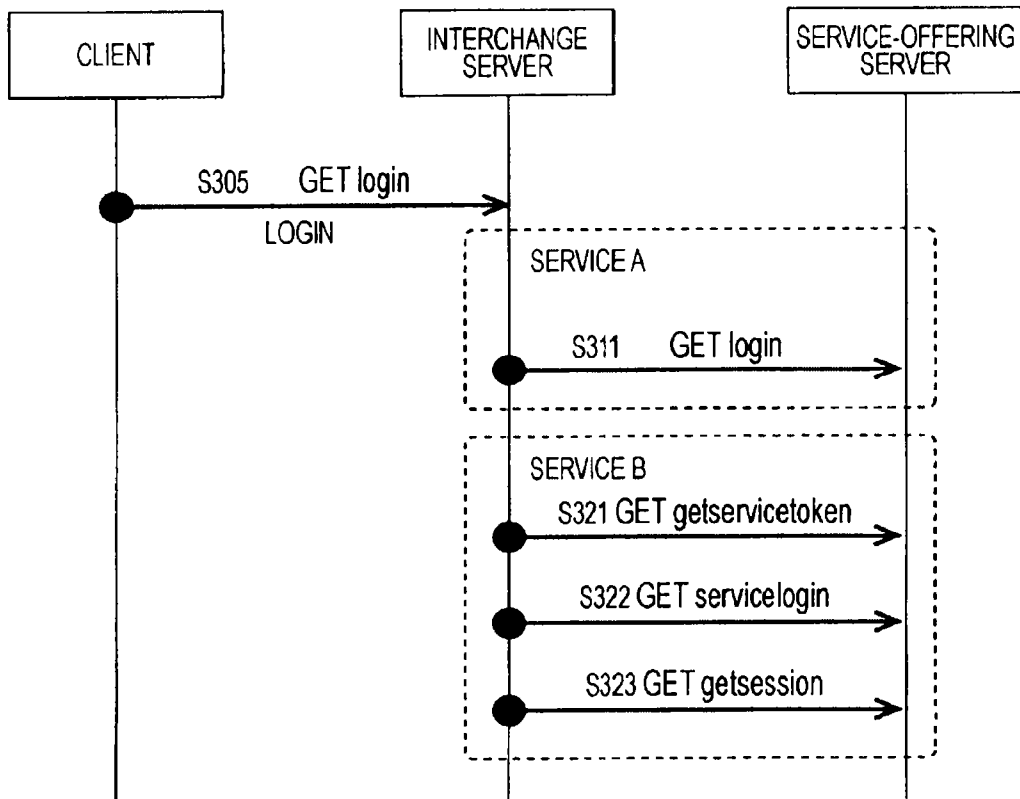 CLIENT
INTERCHANGE
SERVER
SERVICE-OFFERING
SERVER
S305 GET login
LOGIN
SERVICE A
S311 GET login
SERVICE B
S321 GET getservicetoken
S322 GET servicelogin
S323 GET getsession